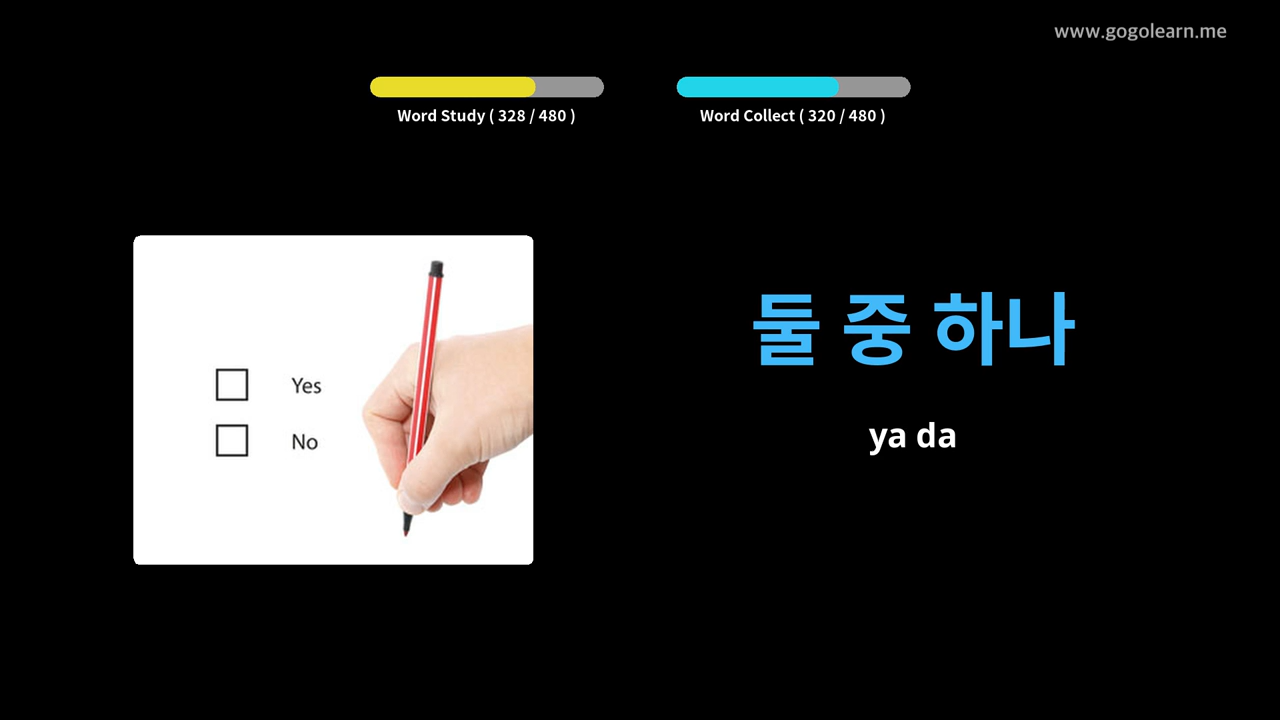 www.gogolearn.me
Word Study ( 328 / 480 )
Word Collect ( 320 / 480 )
Yes
No
둘 중 하나
ya da